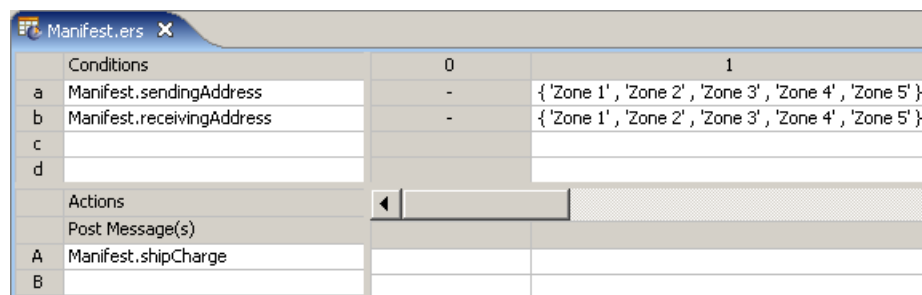 Manifest.ers
Conditions 0 1
a Manifest.sendingAddress - { 'Zone 1' , 'Zone 2' , 'Zone 3' , 'Zone 4' , 'Zone 5' }
b Manifest.receivingAddress - { 'Zone 1' , 'Zone 2' , 'Zone 3' , 'Zone 4' , 'Zone 5' }
c
d
Actions
Post Message(s)
A Manifest.shipCharge
B